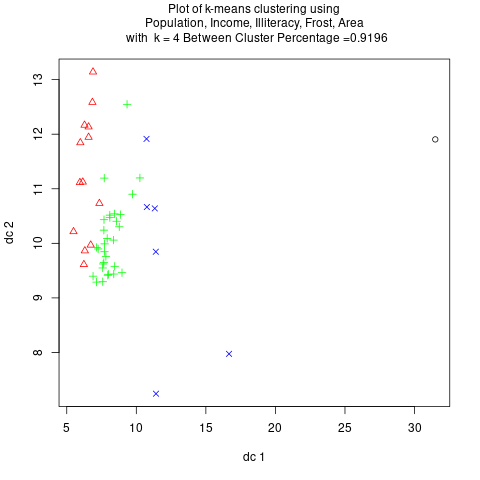 Plot of k-means clustering using
Population, Income, Illiteracy, Frost, Area
with  k = 4 Between Cluster Percentage =0.9196
13
12
11
10
9
8
dc 2
5 10 15 20 25 30
dc 1